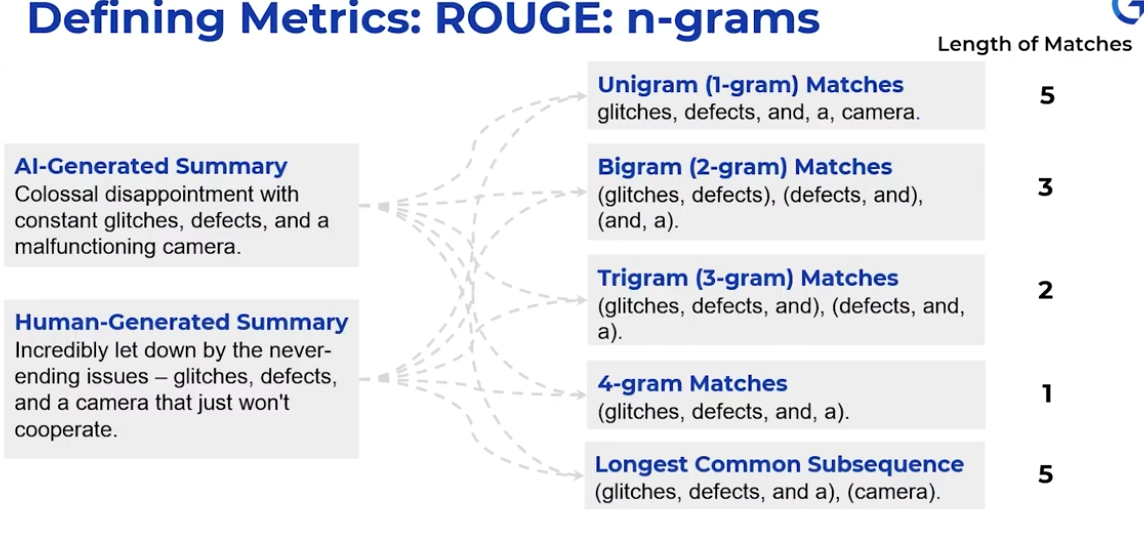 Defining Metrics: ROUGE: n-grams
Length of Matches
AI-Generated Summary
Colossal disappointment with
constant glitches, defects, and a
malfunctioning camera.
Human-Generated Summary
Incredibly let down by the never-
ending issues – glitches, defects,
and a camera that just won't
cooperate.
Unigram (1-gram) Matches
glitches, defects, and, a, camera.
5
Bigram (2-gram) Matches
(glitches, defects), (defects, and),
(and, a).
3
Trigram (3-gram) Matches
(glitches, defects, and), (defects, and,
a).
2
4-gram Matches
(glitches, defects, and, a).
1
Longest Common Subsequence
(glitches, defects, and a), (camera).
5